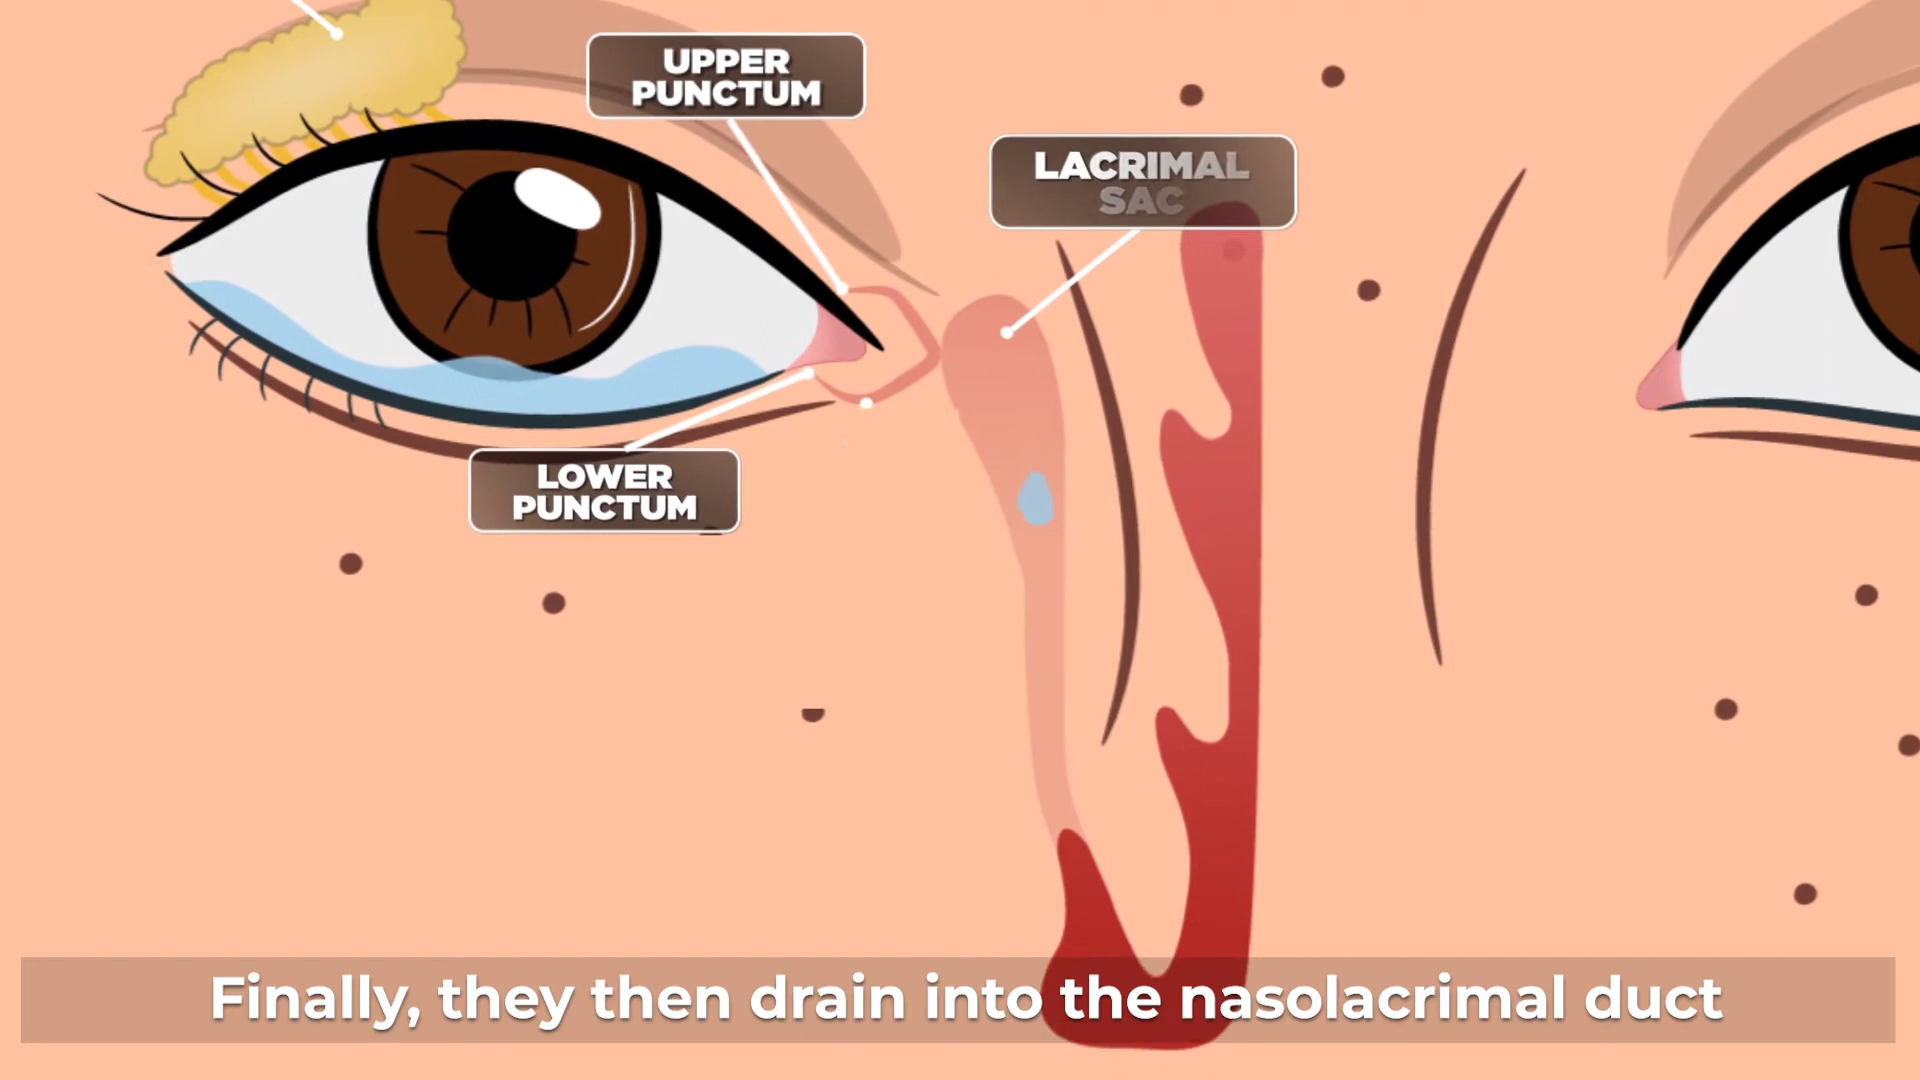 UPPER
PUNCTUM
LACRIMAL
SAC
LOWER
PUNCTUM
Finally, they then drain into the nasolacrimal duct